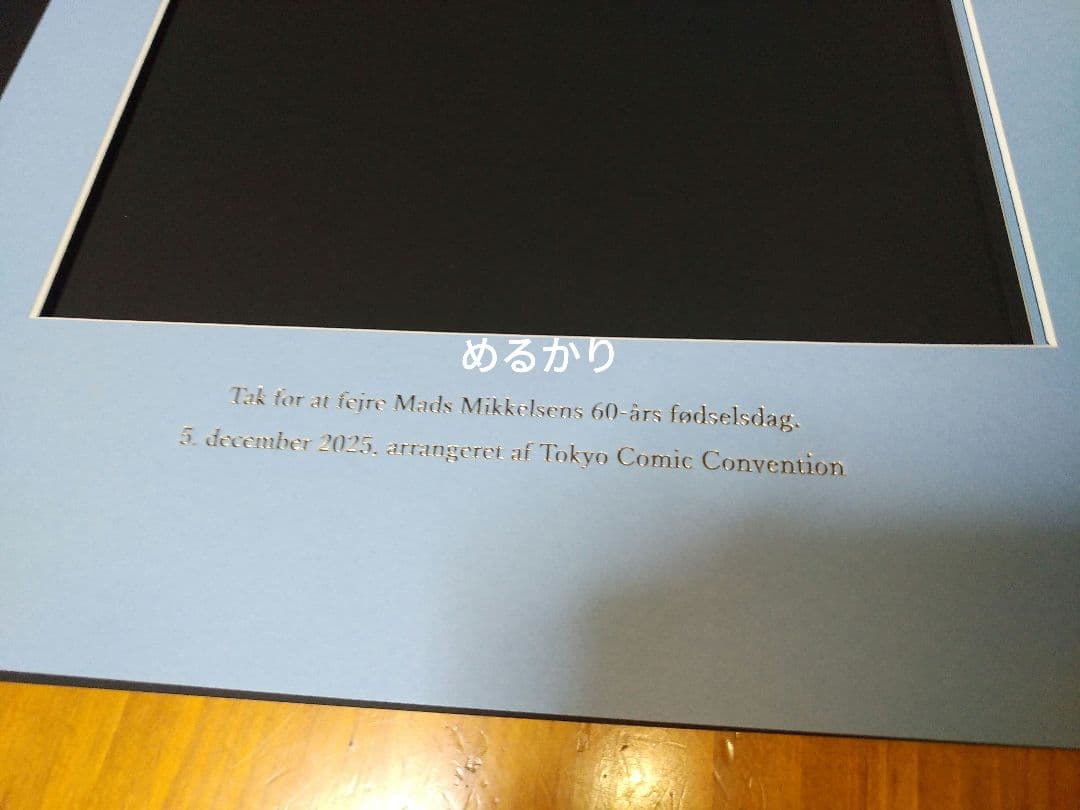 めるかり
Tak for at fejre Mads Mikkelsens 60-års fødselsdag.
5. december 2025, arrangeret af Tokyo Comic Convention